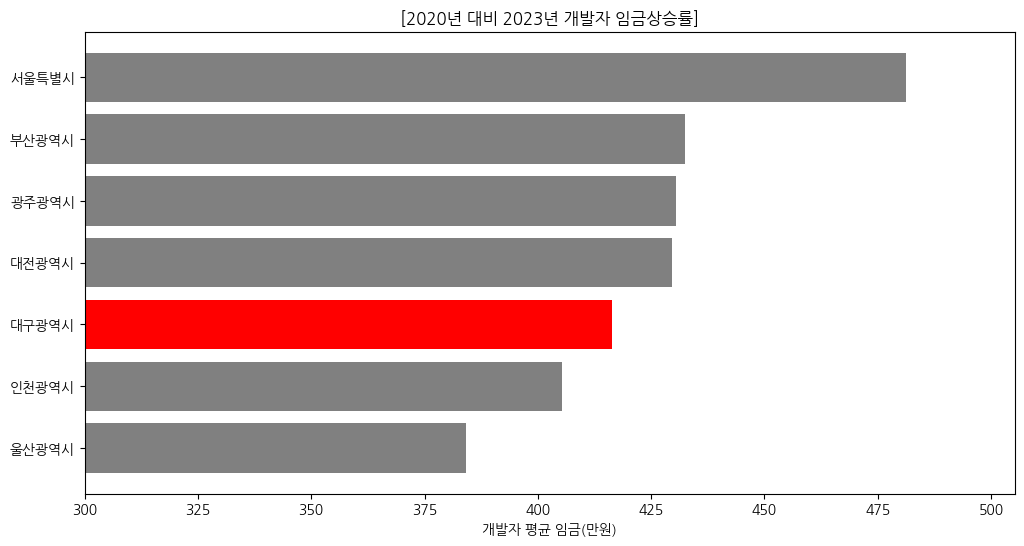 [2020년 대비 2023년 개발자 임금상승률]
서울특별시
부산광역시
광주광역시
대전광역시
대구광역시
인천광역시
울산광역시
300 325 350 375 400 425 450 475 500
개발자 평균 임금(만원)